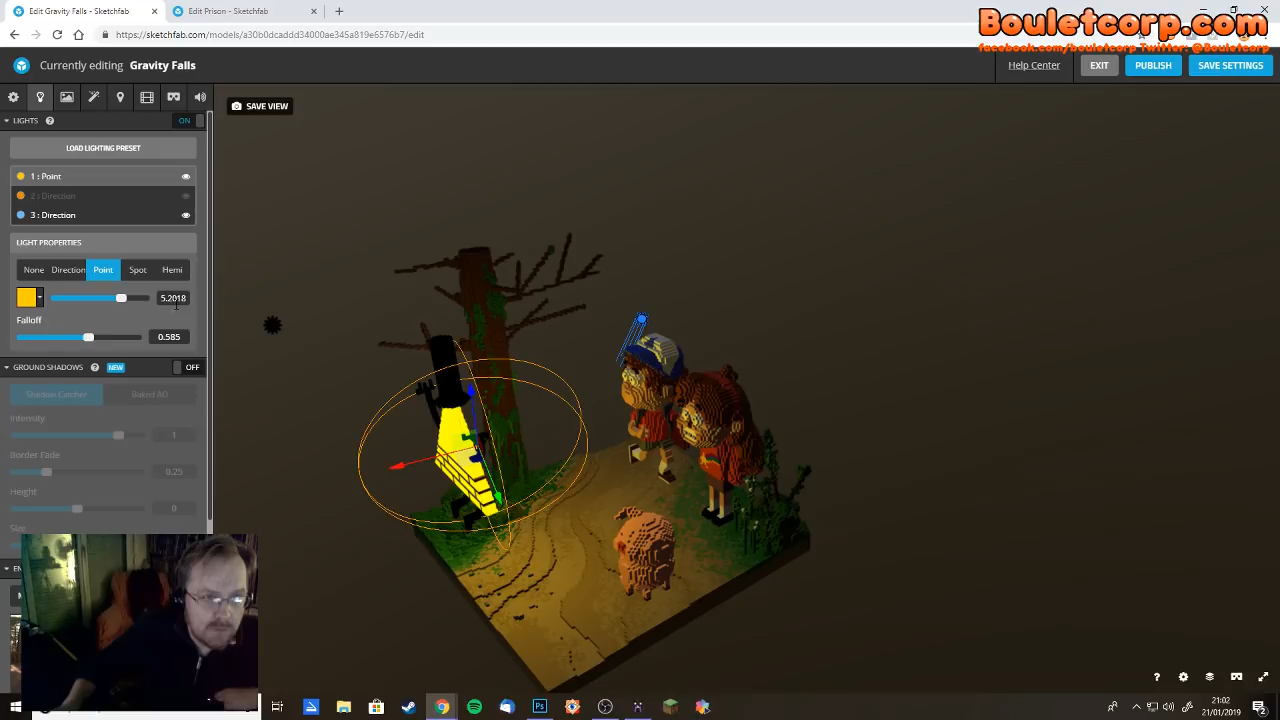 Edit Gravity Falls - Sketchfab
Edit Prison - Sketchfab
https://sketchfab.com/models/a30b0dcabd34000ae345a819e6576b7/edit
Bouletcorp.com
facebook.com/bouletcorp Twitter: @Bouletcorp
Currently editing Gravity Falls
Help Center
EXIT
PUBLISH
SAVE SETTINGS
LIGHTS ? ON
SAVE VIEW
LOAD LIGHTING PRESET
1 : Point
2 : Direction
3 : Direction
LIGHT PROPERTIES
None Direction Point Spot Hemi
5.2018
Falloff
0.585
GROUND SHADOWS ? NEW OFF
Shadow Catcher Baked AO
Intensity
1
Border Fade
0.25
Height
0
Size
EN
21:02
21/01/2019